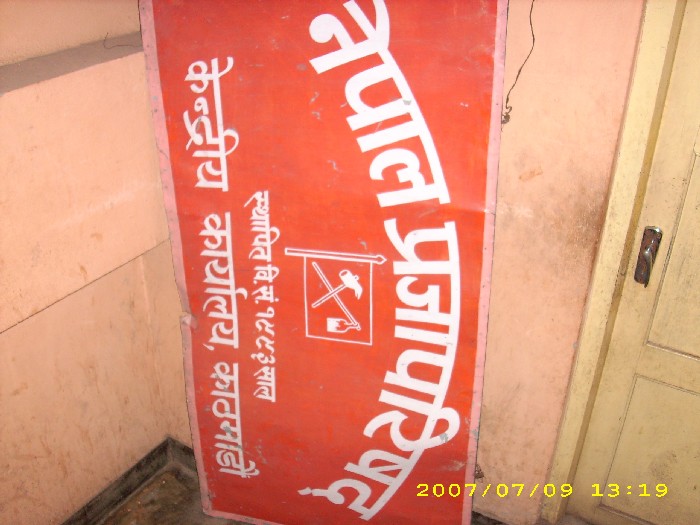 नेपाल प्रजापरिषद्
स्थापित वि.सं. १९९३ साल
केन्द्रीय कार्यालय, काठमाडौं
2007/07/09 13:19